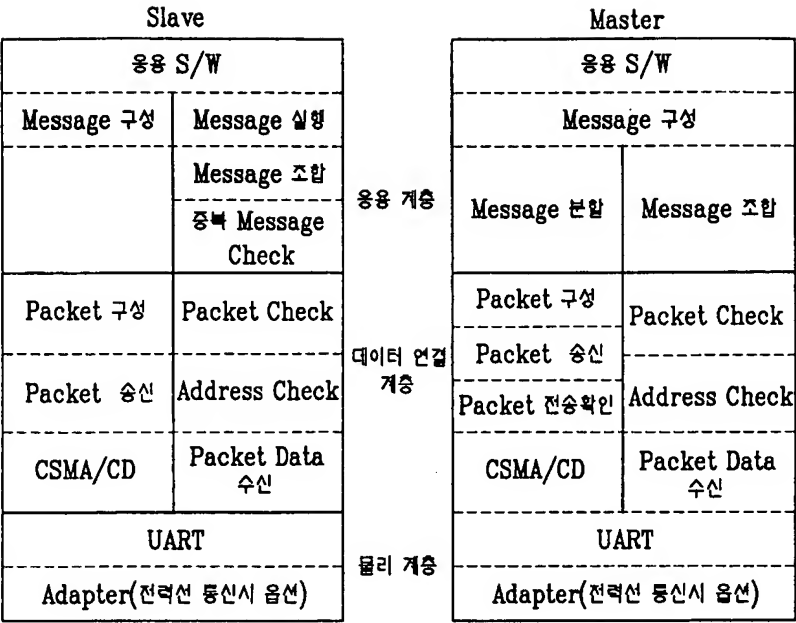 Slave
응용 S/W
Message 구성
Message 실행
Message 조합
중복 Message
Check
Packet 구성
Packet Check
Packet 송신
Address Check
CSMA/CD
Packet Data
수신
UART
Adapter(전력선 통신시 옵션)
응용 계층
데이터 연결
계층
물리 계층
Master
응용 S/W
Message 구성
Message 분할
Message 조합
Packet 구성
Packet 송신
Packet 전송확인
Packet Check
Address Check
CSMA/CD
Packet Data
수신
UART
Adapter(전력선 통신시 옵션)